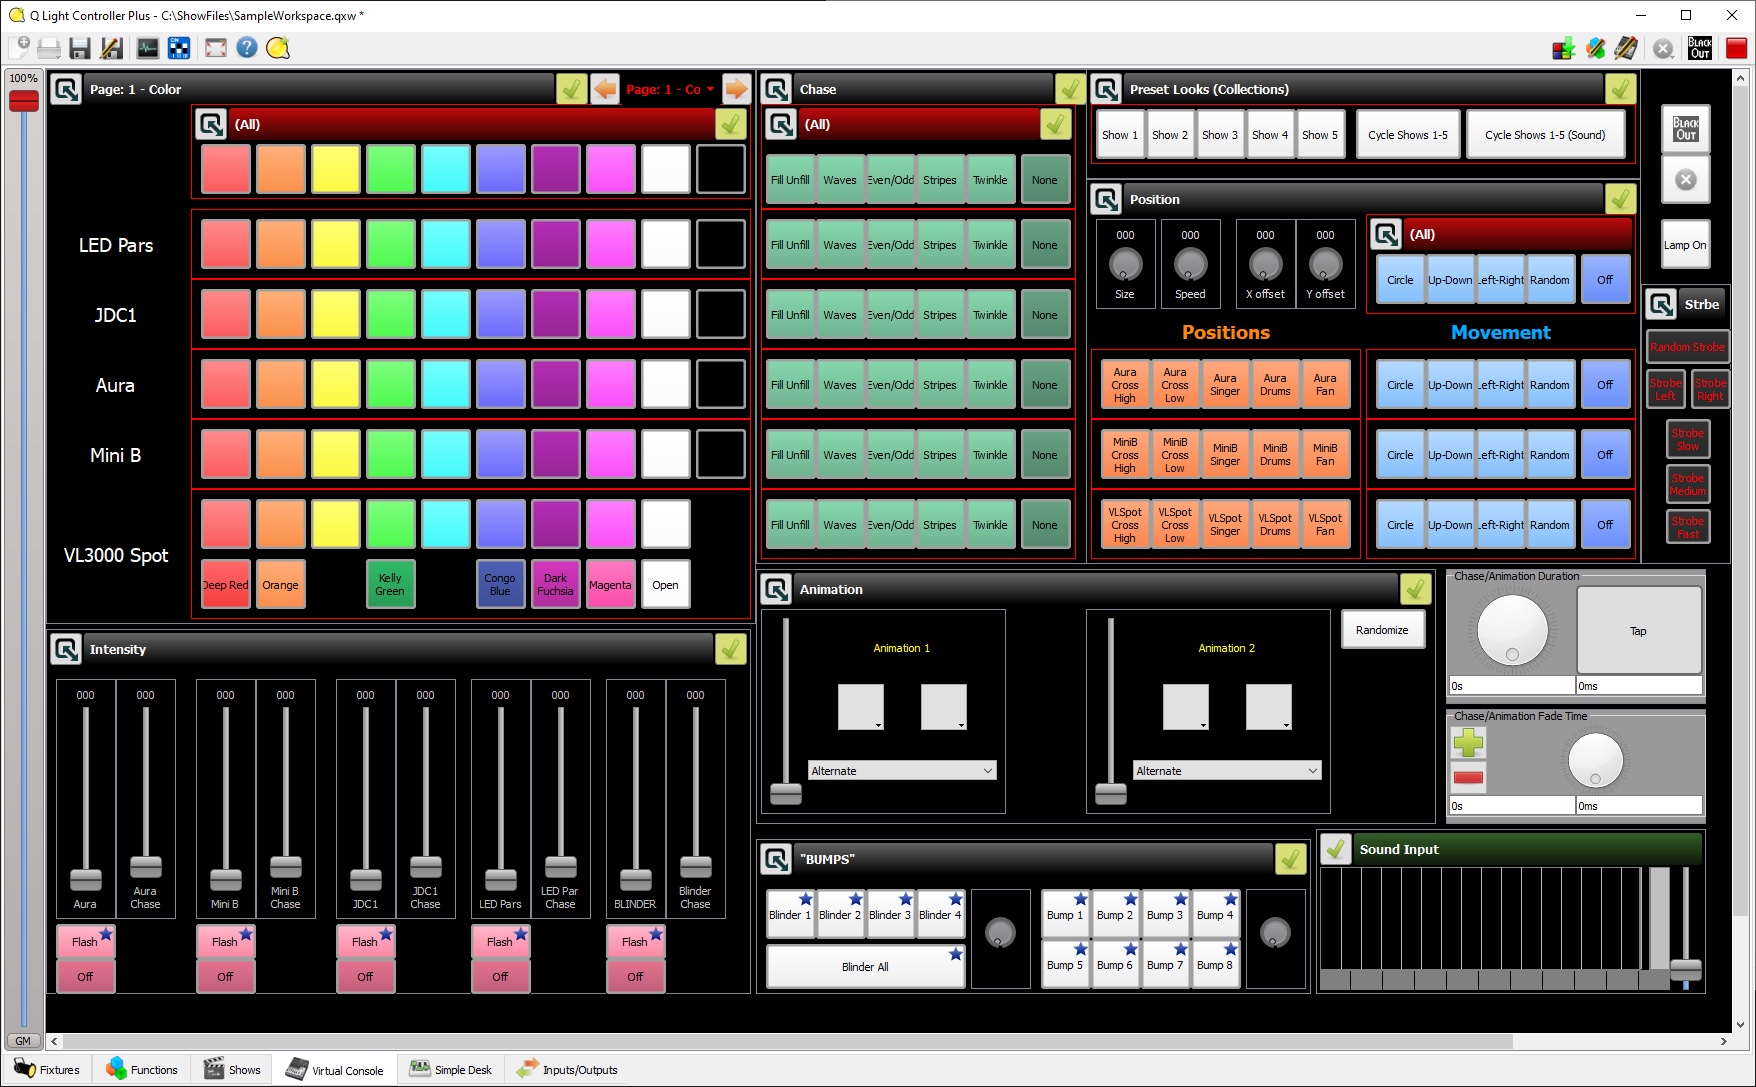 Q Light Controller Plus - C:\ShowFiles\SampleWorkspace.qxw *
ON
BLACK OUT
100%
Page: 1 - Color
Page: 1 - Co
(All)
LED Pars
JDC1
Aura
Mini B
VL3000 Spot
Deep Red Orange Kelly Green Congo Blue Dark Fuchsia Magenta Open
Chase
(All)
Fill Unfill Waves Even/Odd Stripes Twinkle None
Fill Unfill Waves Even/Odd Stripes Twinkle None
Fill Unfill Waves Even/Odd Stripes Twinkle None
Fill Unfill Waves Even/Odd Stripes Twinkle None
Fill Unfill Waves Even/Odd Stripes Twinkle None
Fill Unfill Waves Even/Odd Stripes Twinkle None
Preset Looks (Collections)
Show 1 Show 2 Show 3 Show 4 Show 5 Cycle Shows 1-5 Cycle Shows 1-5 (Sound)
Position
000 000 000 000
Size Speed X offset Y offset
(All)
Circle Up-Down Left-Right Random Off
Positions Movement
Aura Cross High Aura Cross Low Aura Singer Aura Drums Aura Fan
Circle Up-Down Left-Right Random Off
MiniB Cross High MiniB Cross Low MiniB Singer MiniB Drums MiniB Fan
Circle Up-Down Left-Right Random Off
VLSpot Cross High VLSpot Cross Low VLSpot Singer VLSpot Drums VLSpot Fan
Circle Up-Down Left-Right Random Off
BLACK OUT
Lamp On
Strbe
Random Strobe
Strobe Left Strobe Right
Strobe Slow
Strobe Medium
Strobe Fast
Intensity
000 000 000 000 000 000 000 000 000 000
Aura Aura Chase Mini B Mini B Chase JDC1 JDC1 Chase LED Pars LED Par Chase BLINDER Blinder Chase
Flash Flash Flash Flash Flash
Off Off Off Off Off
Animation
Animation 1 Animation 2
Randomize
Alternate Alternate
Chase/Animation Duration
Tap
0s 0ms
Chase/Animation Fade Time
0s 0ms
"BUMPS"
Blinder 1 Blinder 2 Blinder 3 Blinder 4
Blinder All
Bump 1 Bump 2 Bump 3 Bump 4
Bump 5 Bump 6 Bump 7 Bump 8
Sound Input
GM
Fixtures Functions Shows Virtual Console Simple Desk Inputs/Outputs